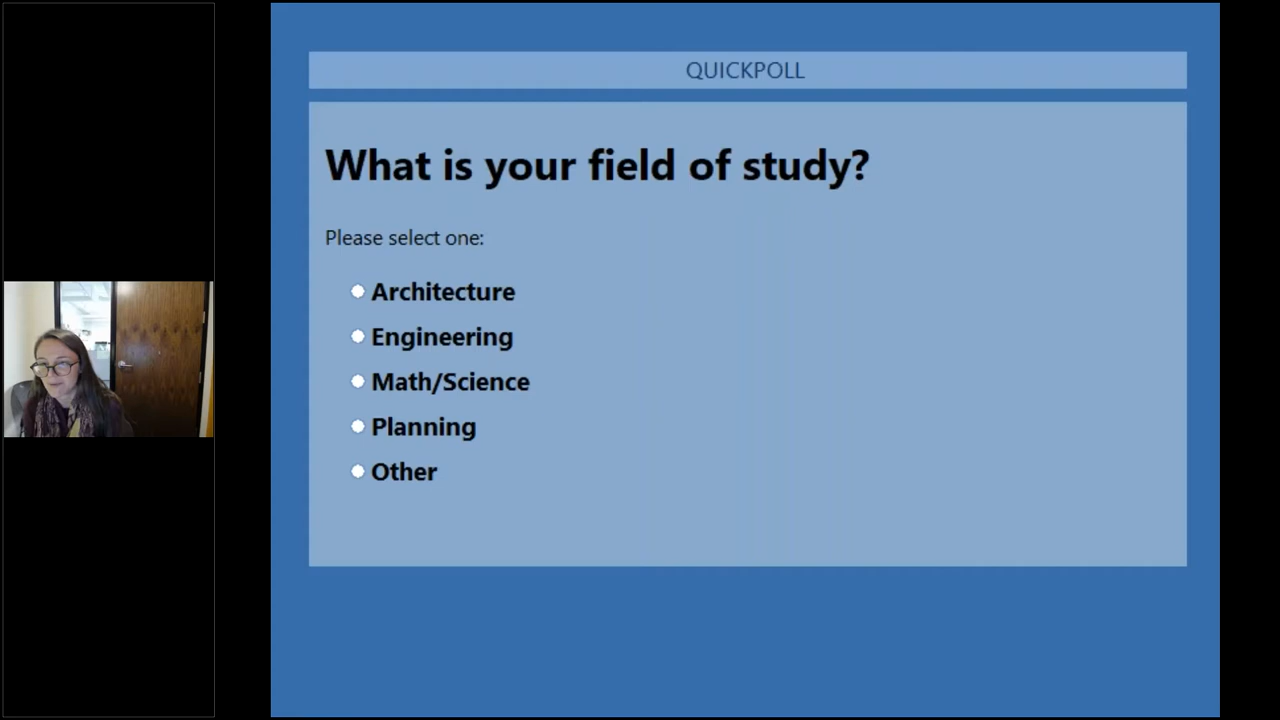 QUICKPOLL
What is your field of study?
Please select one:
Architecture
Engineering
Math/Science
Planning
Other